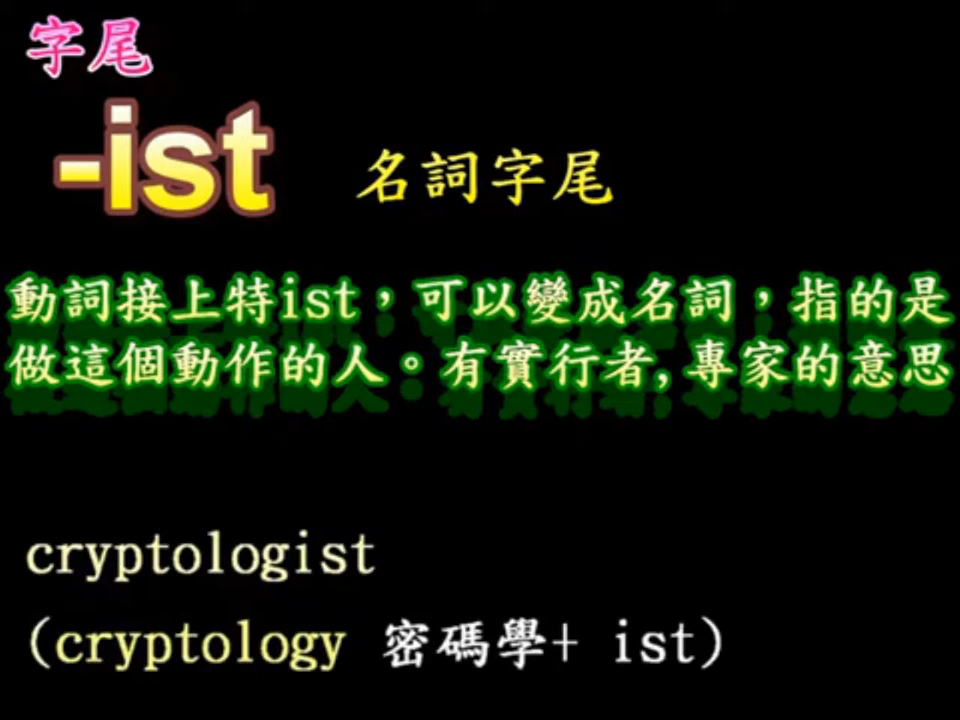 字尾
-ist 名詞字尾
動詞接上特ist，可以變成名詞，指的是
做這個動作的人。有實行者,專家的意思
cryptologist
(cryptology 密碼學+ ist)